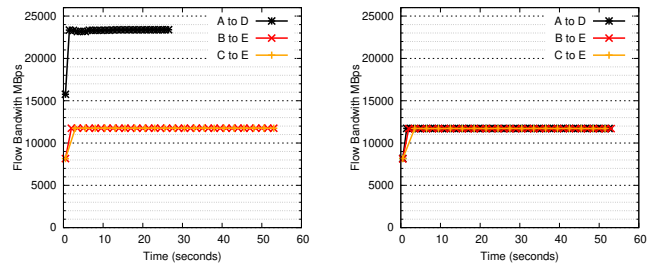 25000
20000
15000
10000
5000
0
Flow Bandwith MBps
A to D
B to E
C to E
0 10 20 30 40 50 60
Time (seconds)
25000
20000
15000
10000
5000
0
Flow Bandwith MBps
A to D
B to E
C to E
0 10 20 30 40 50 60
Time (seconds)